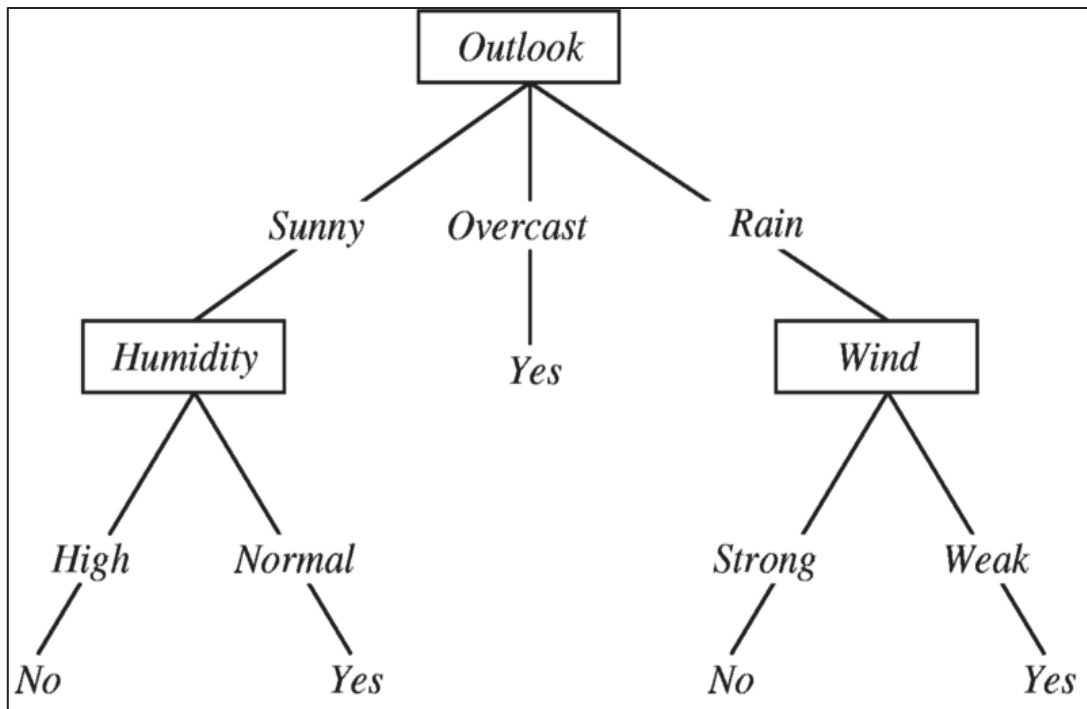 Outlook
Sunny Overcast Rain
Humidity Yes Wind
High Normal Strong Weak
No Yes No Yes